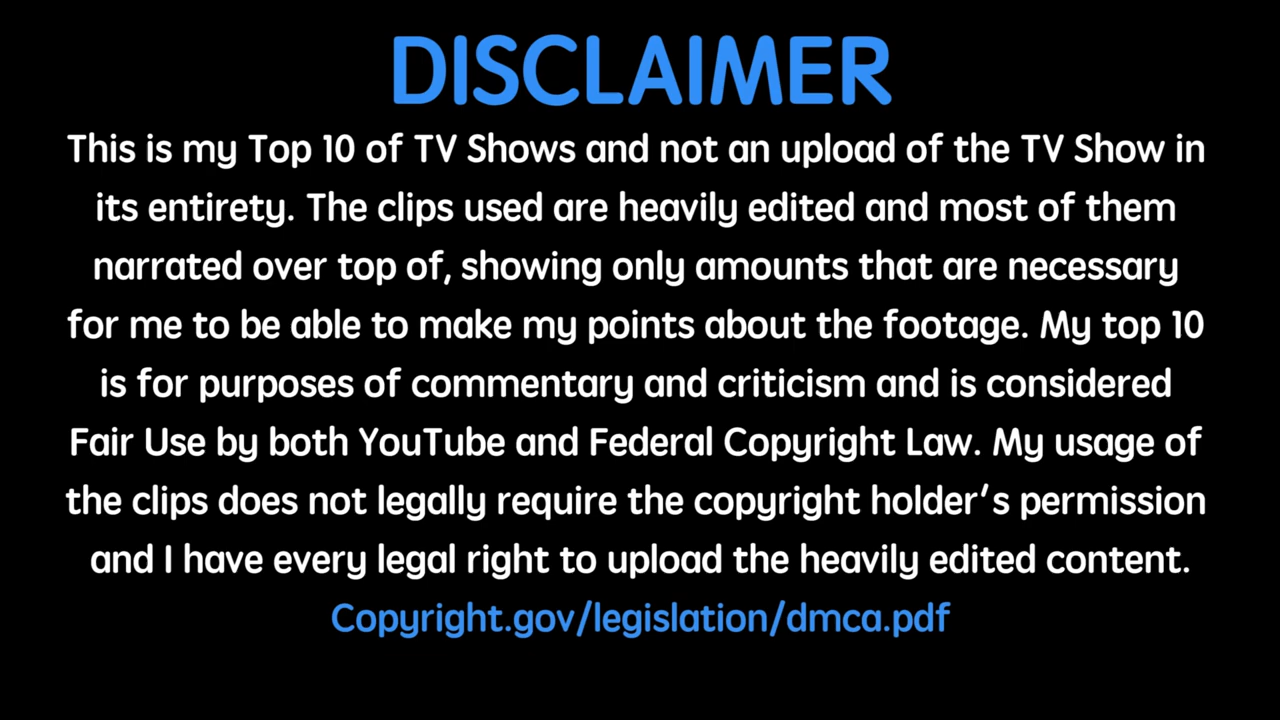 DISCLAIMER
This is my Top 10 of TV Shows and not an upload of the TV Show in
its entirety. The clips used are heavily edited and most of them
narrated over top of, showing only amounts that are necessary
for me to be able to make my points about the footage. My top 10
is for purposes of commentary and criticism and is considered
Fair Use by both YouTube and Federal Copyright Law. My usage of
the clips does not legally require the copyright holder's permission
and I have every legal right to upload the heavily edited content.
Copyright.gov/legislation/dmca.pdf